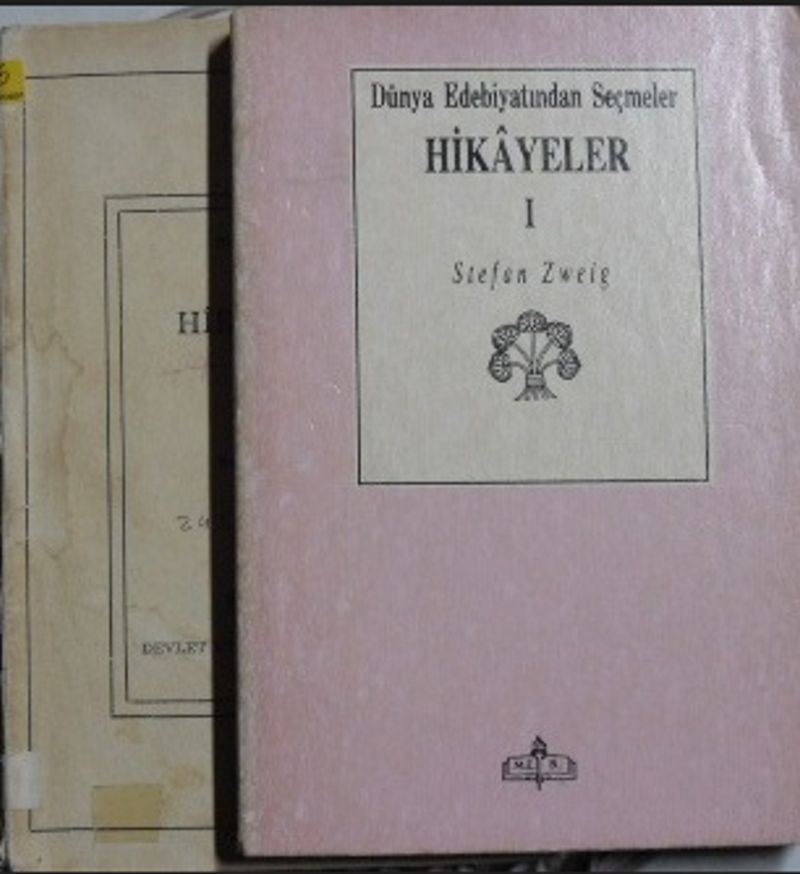 Dünya Edebiyatından Seçmeler
HİKÂYELER
I
Stefan Zweig
DEVLET